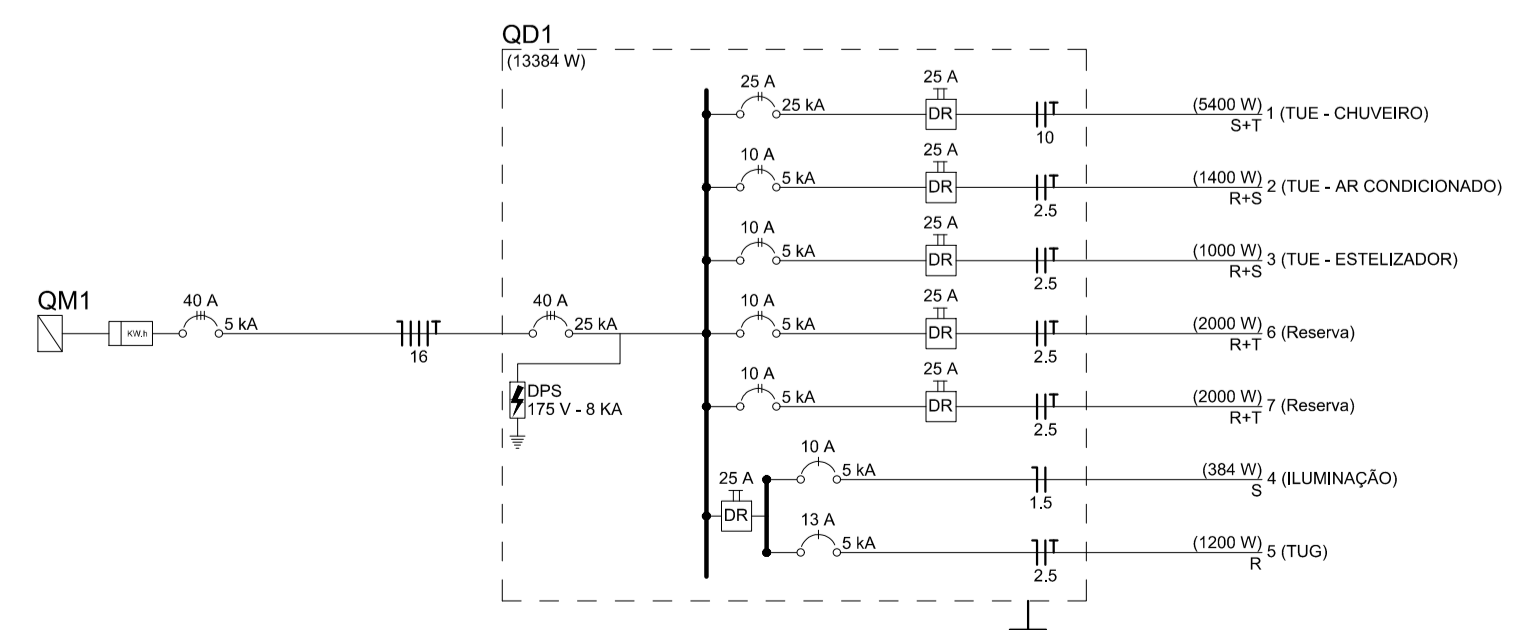 QD1
(13384 W)
25 A
25 kA
25 A
DR
T
10
(5400 W)
S+T
1 (TUE - CHUVEIRO)
10 A
5 kA
25 A
DR
T
2.5
(1400 W)
R+S
2 (TUE - AR CONDICIONADO)
10 A
5 kA
25 A
DR
T
2.5
(1000 W)
R+S
3 (TUE - ESTELIZADOR)
QM1
KW.h
40 A
5 kA
T
16
40 A
25 kA
DPS
175 V - 8 KA
10 A
5 kA
25 A
DR
T
2.5
(2000 W)
R+T
6 (Reserva)
10 A
5 kA
25 A
DR
T
2.5
(2000 W)
R+T
7 (Reserva)
25 A
DR
10 A
5 kA
1.5
(384 W)
S
4 (ILUMINAÇÃO)
13 A
5 kA
T
2.5
(1200 W)
R
5 (TUG)